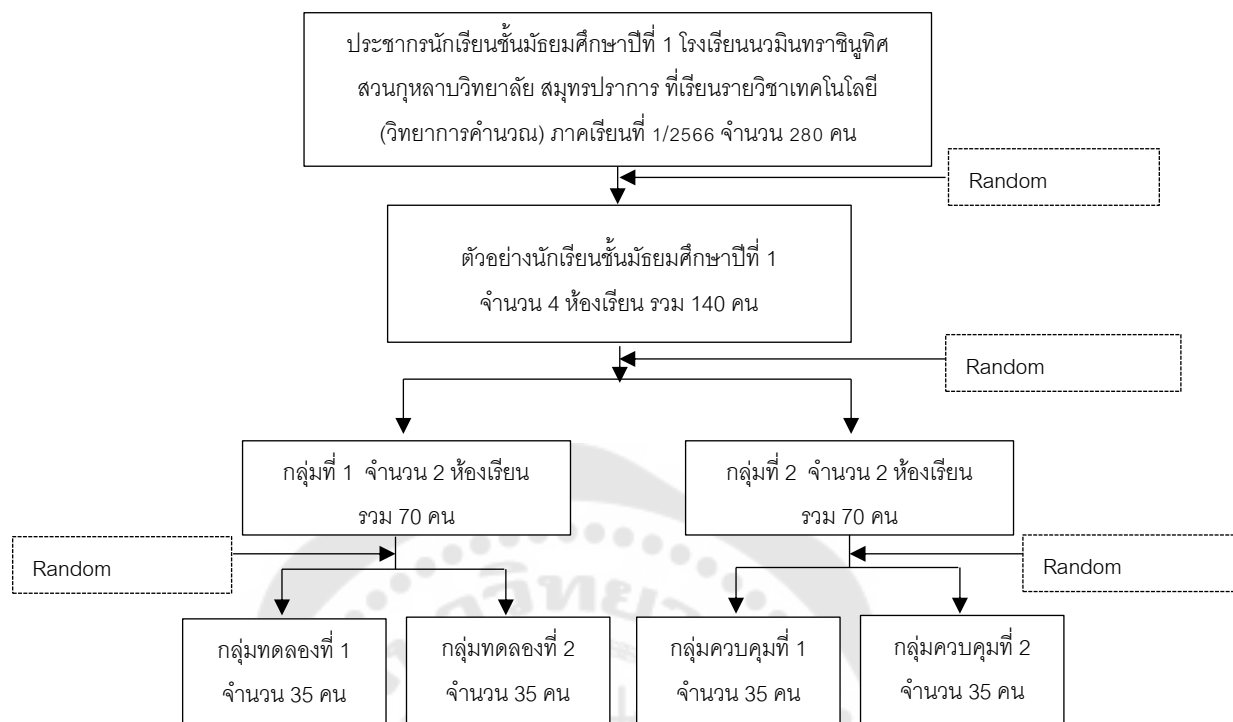 ประชากรนักเรียนชั้นมัธยมศึกษาปีที่ 1 โรงเรียนนวมินทราชินูทิศ
สวนกุหลาบวิทยาลัย สมุทรปราการ ที่เรียนรายวิชาเทคโนโลยี
(วิทยาการคำนวณ) ภาคเรียนที่ 1/2566 จำนวน 280 คน
Random
ตัวอย่างนักเรียนชั้นมัธยมศึกษาปีที่ 1
จำนวน 4 ห้องเรียน รวม 140 คน
Random
กลุ่มที่ 1 จำนวน 2 ห้องเรียน
รวม 70 คน
กลุ่มที่ 2 จำนวน 2 ห้องเรียน
รวม 70 คน
Random
Random
กลุ่มทดลองที่ 1
จำนวน 35 คน
กลุ่มทดลองที่ 2
จำนวน 35 คน
กลุ่มควบคุมที่ 1
จำนวน 35 คน
กลุ่มควบคุมที่ 2
จำนวน 35 คน